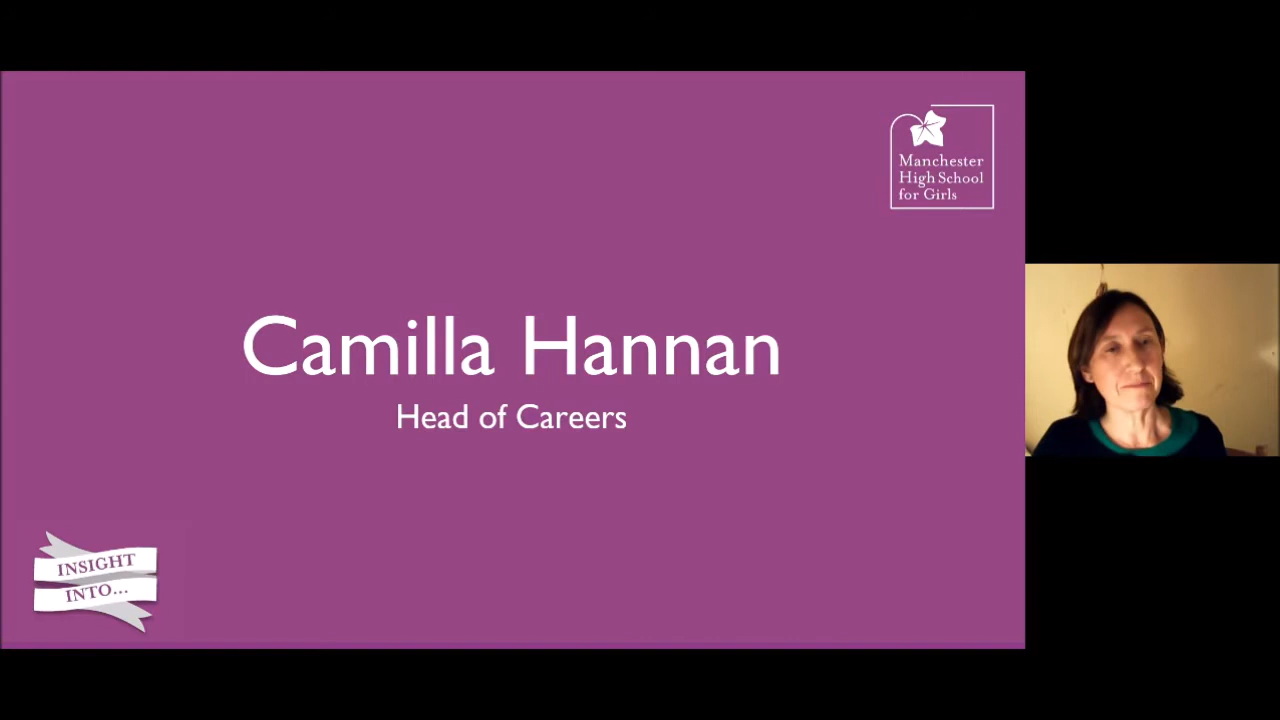 Manchester
High School
for Girls
Camilla Hannan
Head of Careers
INSIGHT
INTO...